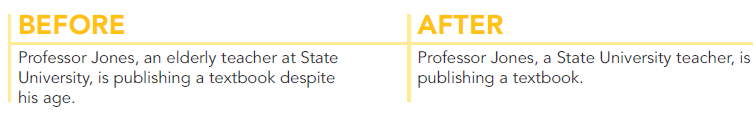 BEFORE
Professor Jones, an elderly teacher at State
University, is publishing a textbook despite
his age.
AFTER
Professor Jones, a State University teacher, is
publishing a textbook.